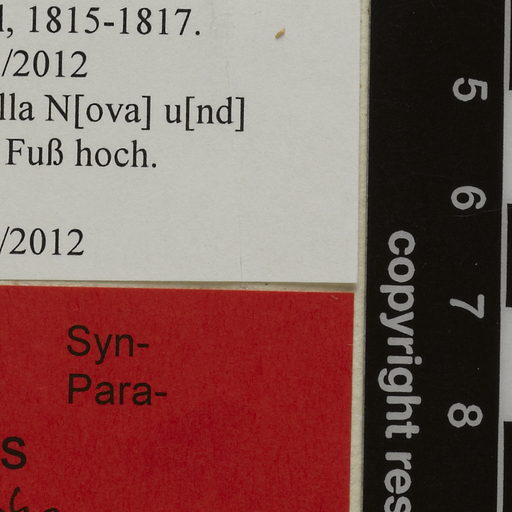 , 1815-1817.
/2012
lla N[ova] u[nd]
Fuß hoch.
/2012
Syn-
Para-
s
5
6
7
8
copyright res